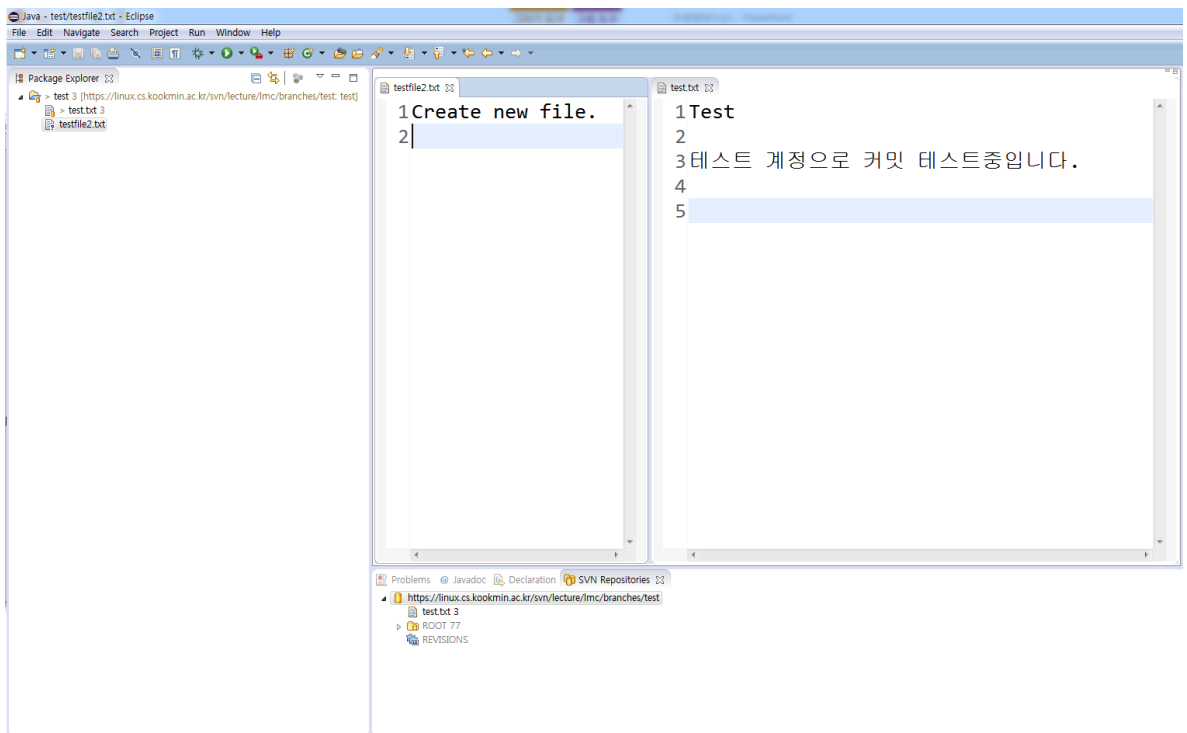 Java - test/testfile2.txt - Eclipse
File Edit Navigate Search Project Run Window Help
Package Explorer
> test 3 [https://linux.cs.kookmin.ac.kr/svn/lecture/lmc/branches/test: test]
> test.txt 3
testfile2.txt
testfile2.txt
1 Create new file.
2
test.txt
1 Test
2
3 테스트 계정으로 커밋 테스트중입니다.
4
5
Problems @ Javadoc Declaration SVN Repositories
https://linux.cs.kookmin.ac.kr/svn/lecture/lmc/branches/test
test.txt 3
ROOT 77
REVISIONS